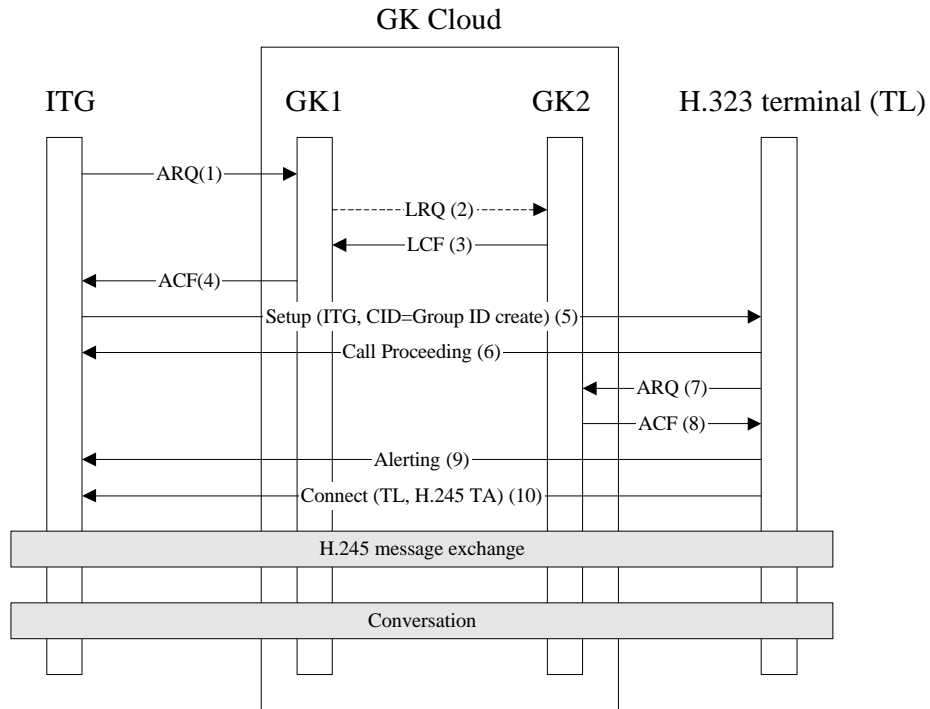 GK Cloud
ITG
GK1
GK2
H.323 terminal (TL)
ARQ(1)
LRQ (2)
LCF (3)
ACF(4)
Setup (ITG, CID=Group ID create) (5)
Call Proceeding (6)
ARQ (7)
ACF (8)
Alerting (9)
Connect (TL, H.245 TA) (10)
H.245 message exchange
Conversation